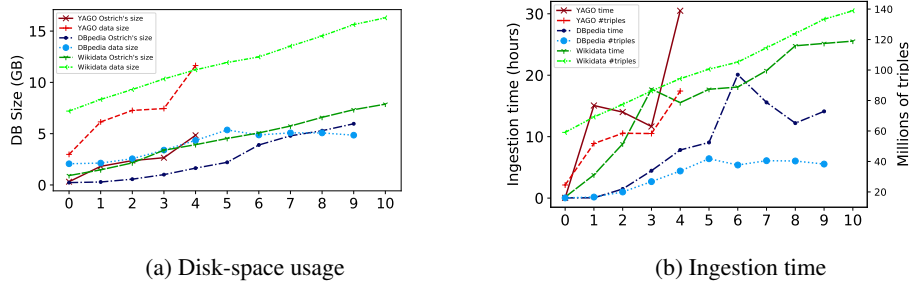 YAGO Ostrich's size
YAGO data size
DBpedia Ostrich's size
DBpedia data size
Wikidata Ostrich's size
Wikidata data size
DB Size (GB)
15
10
5
0
0 1 2 3 4 5 6 7 8 9 10
(a) Disk-space usage
YAGO time
YAGO #triples
DBpedia time
DBpedia #triples
Wikidata time
Wikidata #triples
Ingestion time (hours)
30
20
10
0
0 1 2 3 4 5 6 7 8 9 10
140
120
100
80
60
40
20
Millions of triples
(b) Ingestion time